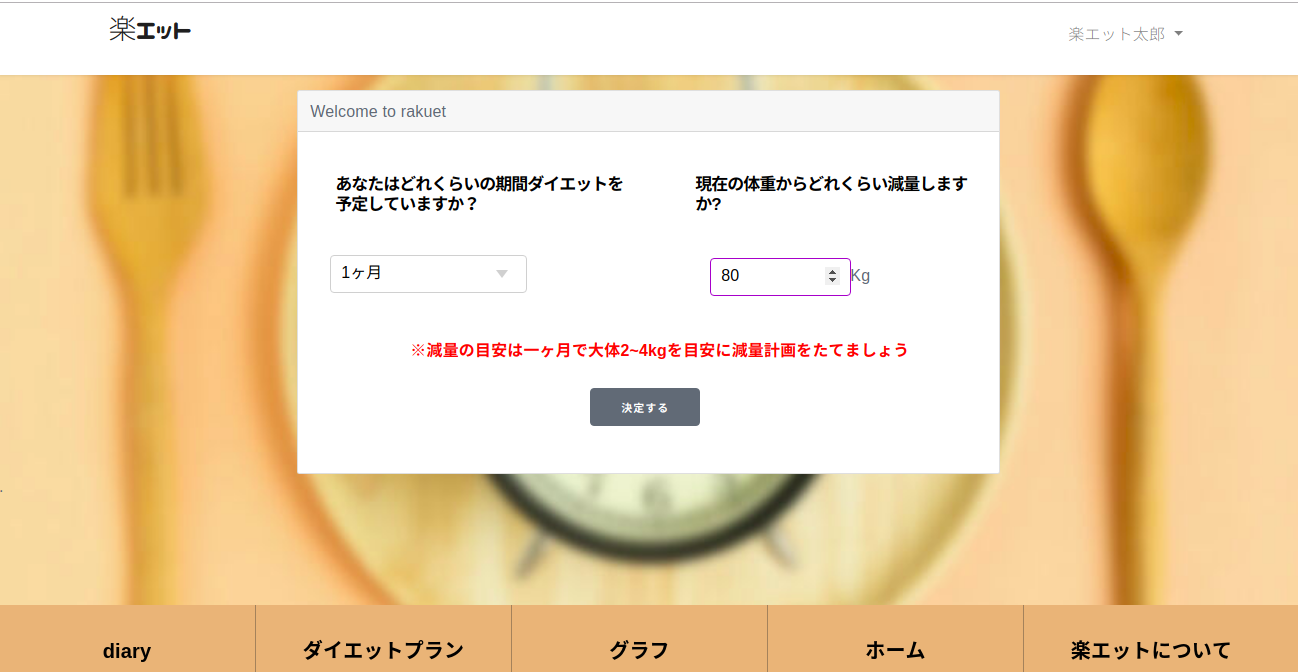 楽エット
楽エット太郎
Welcome to rakuet
あなたはどれくらいの期間ダイエットを
予定していますか？
現在の体重からどれくらい減量します
か?
1ヶ月
80
Kg
※減量の目安は一ヶ月で大体2~4kgを目安に減量計画をたてましょう
決定する
6
diary
ダイエットプラン
グラフ
ホーム
楽エットについて